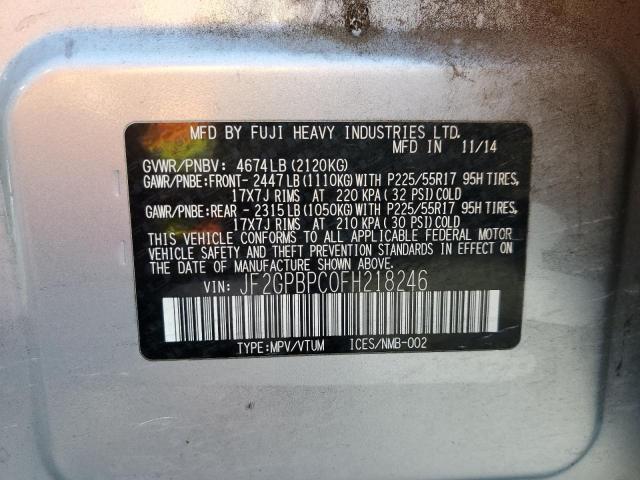 MFD BY FUJI HEAVY INDUSTRIES LTD.
MFD IN 11/14
GVWR/PNBV: 4674LB (2120KG)
GAWR/PNBE:FRONT- 2447LB (1110KG) WITH P225/55R17 95H TIRES,
17X7J RIMS AT 220 KPA (32 PSI) COLD
GAWR/PNBE:REAR - 2315LB (1050KG) WITH P225/55R17 95H TIRES,
17X7J RIMS AT 210 KPA (30 PSI) COLD
THIS VEHICLE CONFORMS TO ALL APPLICABLE FEDERAL MOTOR
VEHICLE SAFETY AND THEFT PREVENTION STANDARDS IN EFFECT ON
THE DATE OF MANUFACTURE SHOWN ABOVE.
VIN: JF2GPBPC0FH218246
TYPE:MPV/VTUM ICES/NMB-002